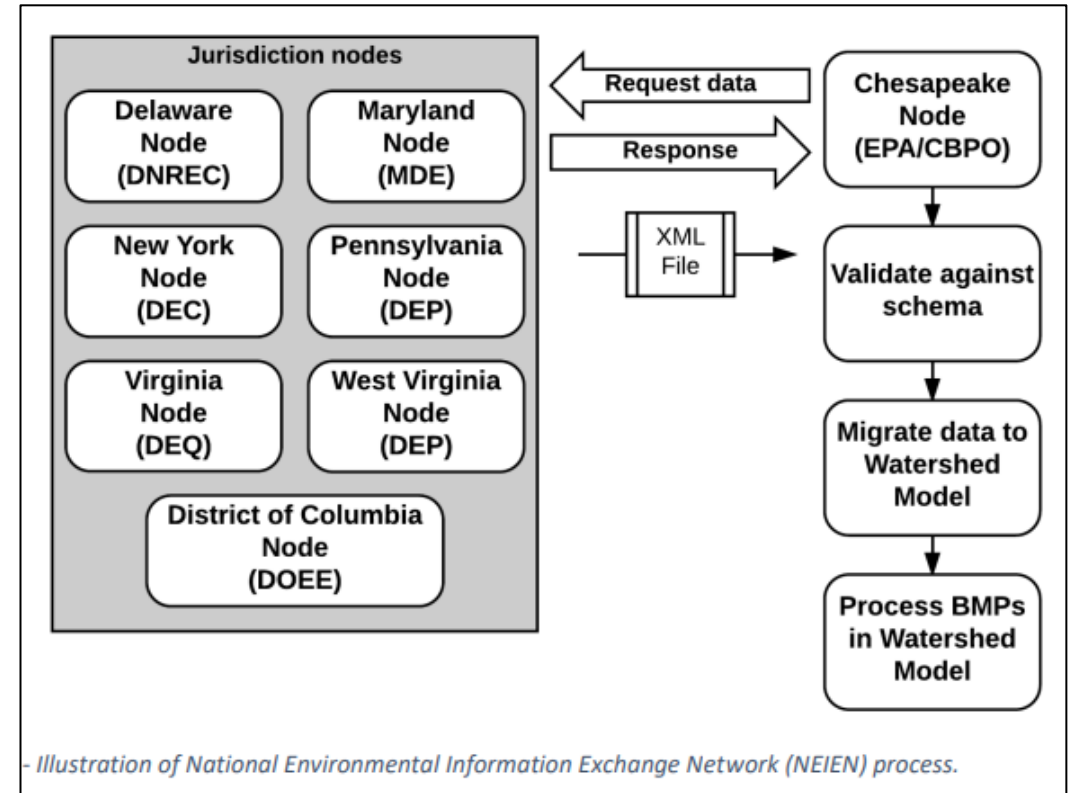 Jurisdiction nodes
Delaware
Node
(DNREC)
Maryland
Node
(MDE)
New York
Node
(DEC)
Pennsylvania
Node
(DEP)
Virginia
Node
(DEQ)
West Virginia
Node
(DEP)
District of Columbia
Node
(DOEE)
Request data
Response
XML
File
Chesapeake
Node
(EPA/CBPO)
Validate against
schema
Migrate data to
Watershed
Model
Process BMPs
in Watershed
Model
- Illustration of National Environmental Information Exchange Network (NEIEN) process.